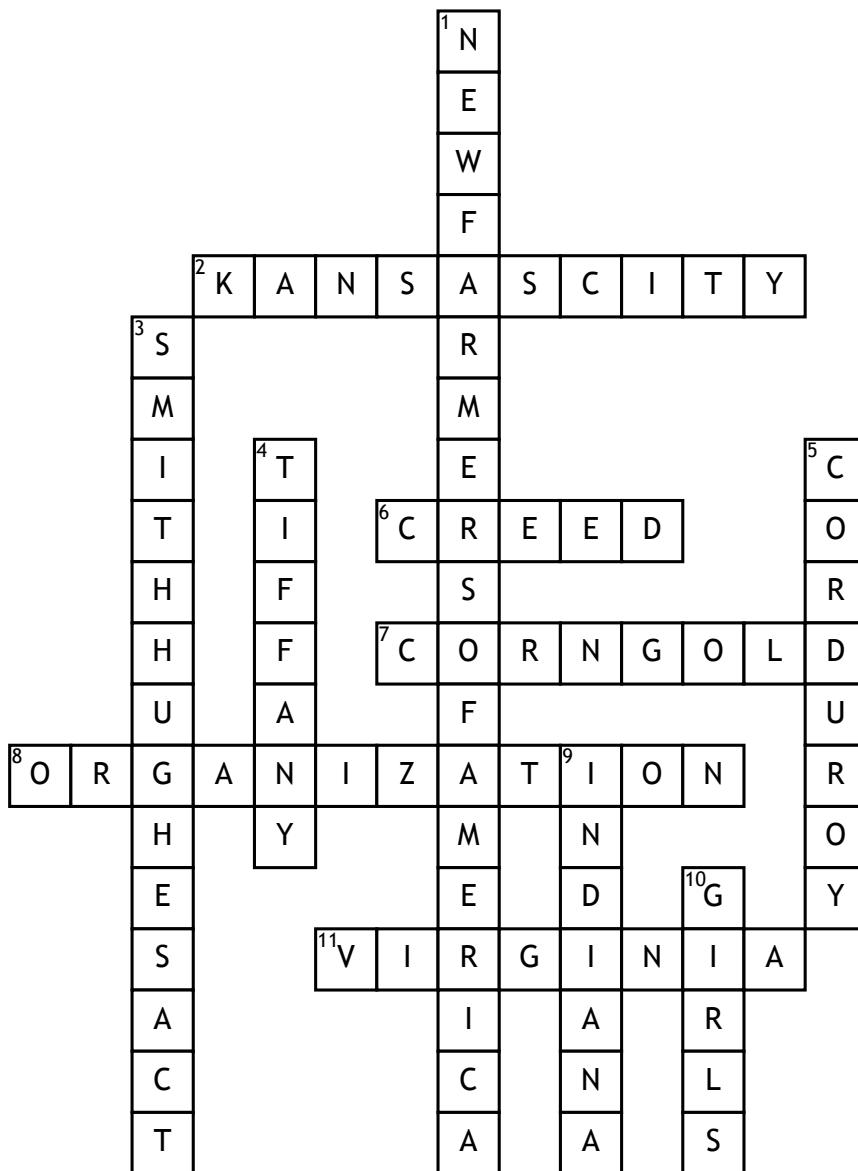 1 N
E
W
F
2 K A N S A S C I T Y
3 S R
M M
I 4 T E 5 C
T I 6 C R E E D O
H F S R
H F 7 C O R N G O L D
U A F U
8 O R G A N I Z A T 9 I O N R
H Y M N O
E E D 10 G Y
S 11 V I R G I N I A
A I A R
C C N L
T A A S